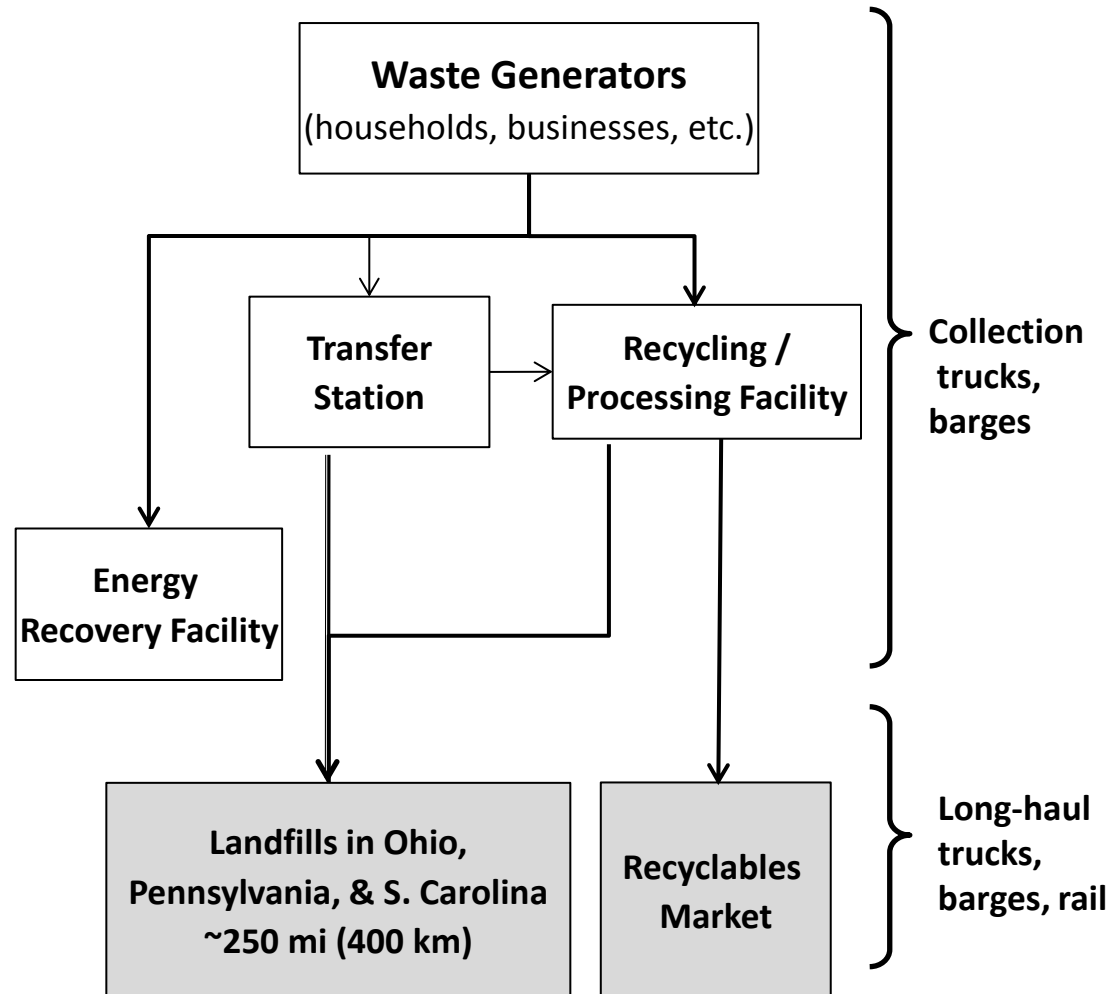 Waste Generators
(households, businesses, etc.)
Transfer
Station
Recycling /
Processing Facility
Collection
trucks,
barges
Energy
Recovery Facility
Landfills in Ohio,
Pennsylvania, & S. Carolina
~250 mi (400 km)
Recyclables
Market
Long-haul
trucks,
barges, rail